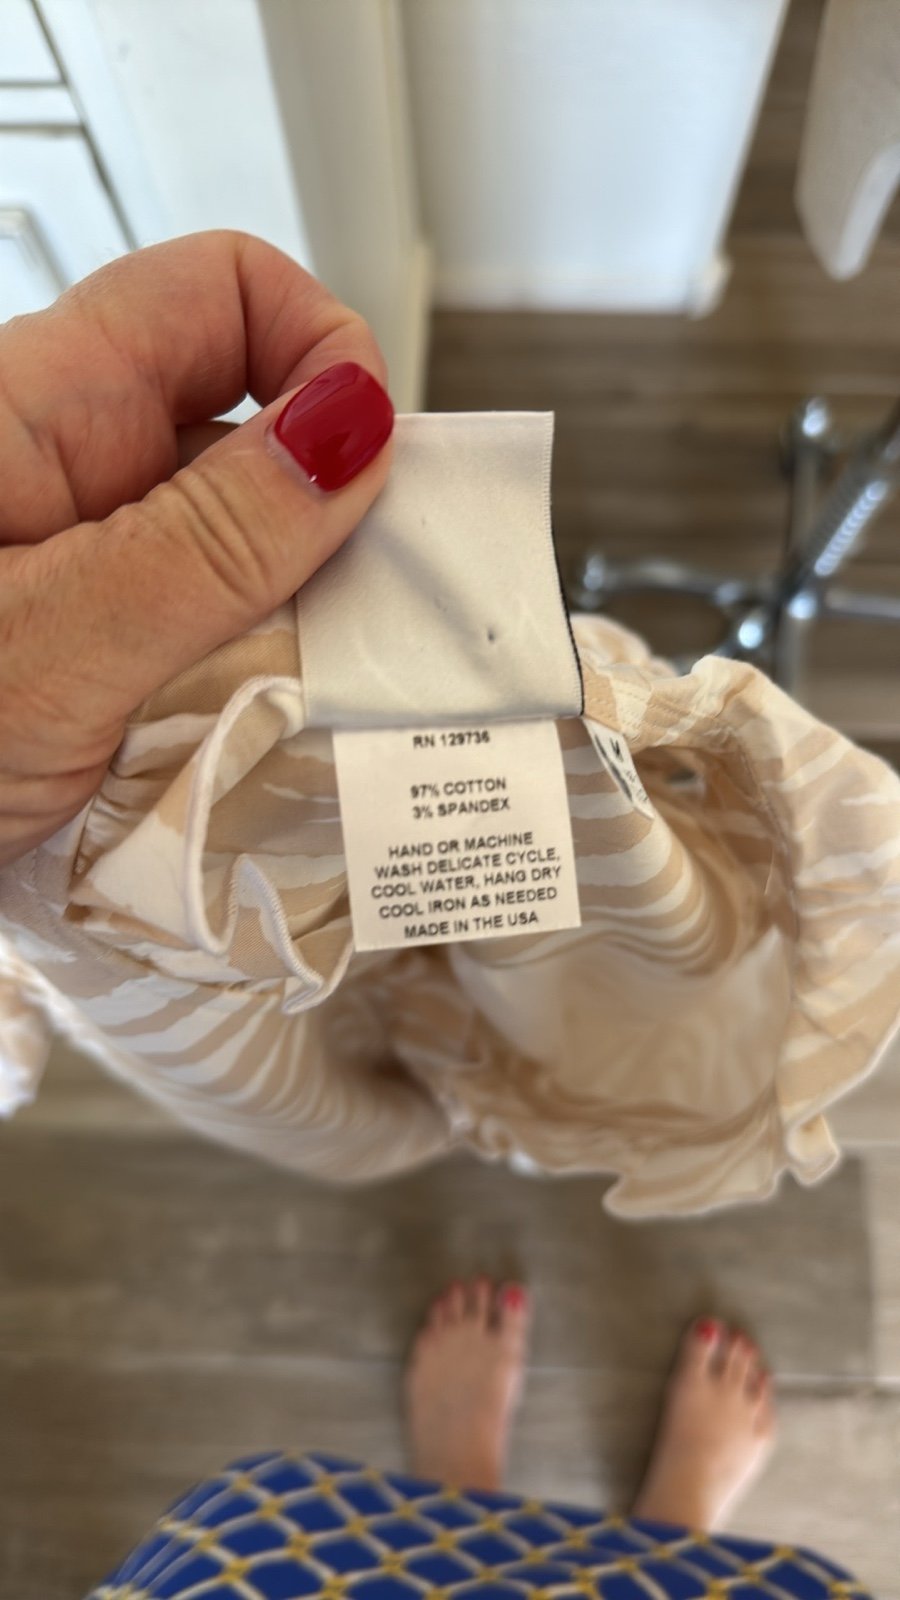 RN 129736
97% COTTON
3% SPANDEX
HAND OR MACHINE
WASH DELICATE CYCLE,
COOL WATER, HANG DRY
COOL IRON AS NEEDED
MADE IN THE USA